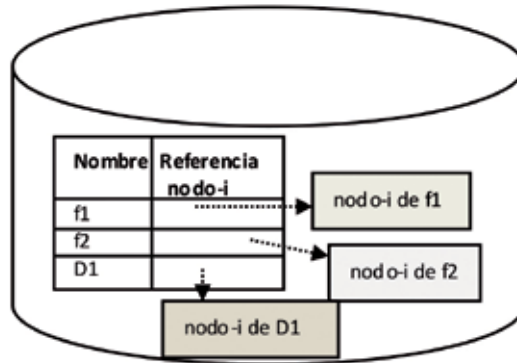 Nombre Referencia
nodo-i
f1
f2
D1
nodo-i de f1
nodo-i de f2
nodo-i de D1